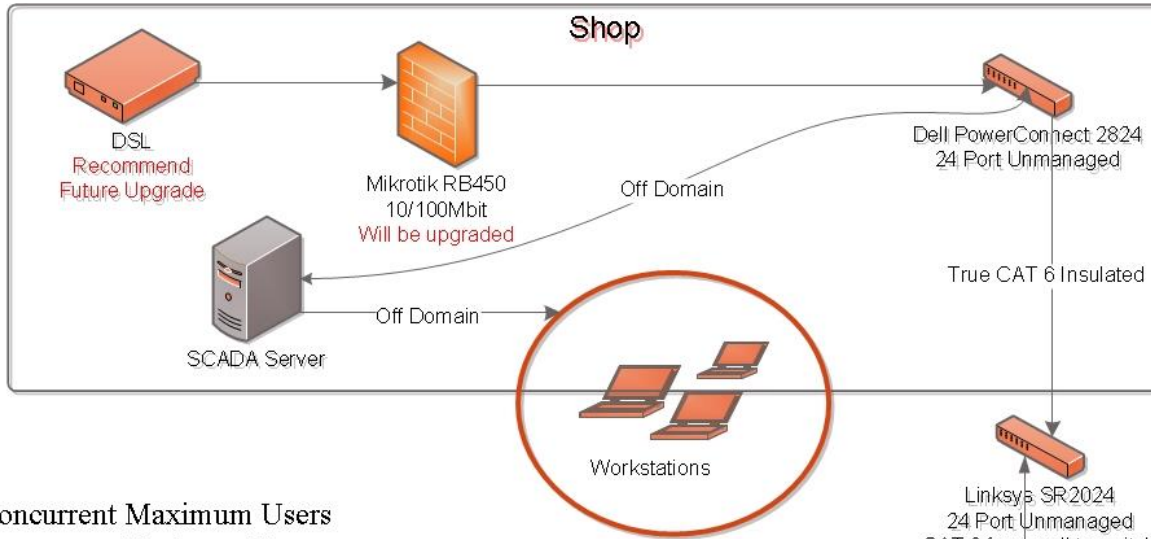 Shop
DSL
Recommend
Future Upgrade
Mikrotik RB450
10/100Mbit
Will be upgraded
Dell PowerConnect 2824
24 Port Unmanaged
Off Domain
True CAT 6 Insulated
SCADA Server
Off Domain
Workstations
Linksys SR2024
24 Port Unmanaged
oncurrent Maximum Users